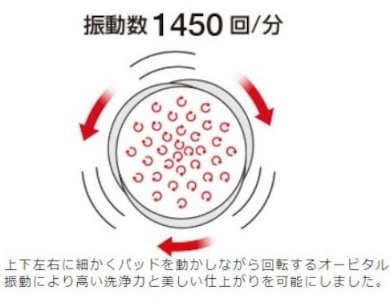 振動数1450回/分
上下左右に細かくパッドを動かしながら回転するオービタル
振動により高い洗浄力と美しい仕上がりを可能にしました。